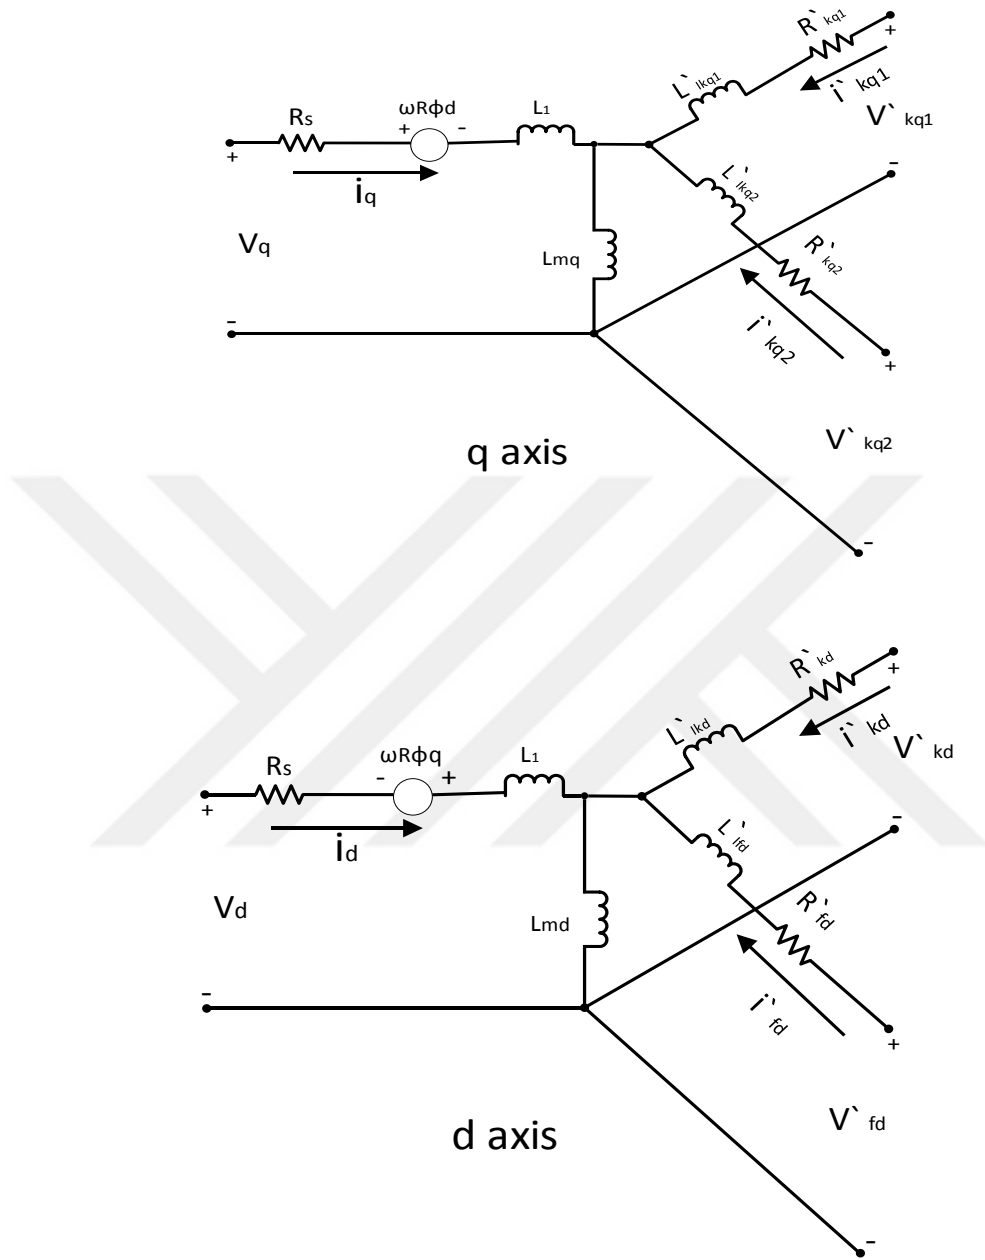 R`kq1
+
L`lkq1
i`kq1
V`kq1
Rs
ωRϕd
+
-
L1
+
iq
-
L`lkq2
Vq
Lmq
R`kq2
i`kq2
-
+
V`kq2
q axis
-
R`kd
+
L`lkd
i`kd
V`kd
Rs
ωRϕq
-
+
L1
+
id
-
L`lfd
Vd
Lmd
R`fd
i`fd
-
+
V`fd
d axis
-